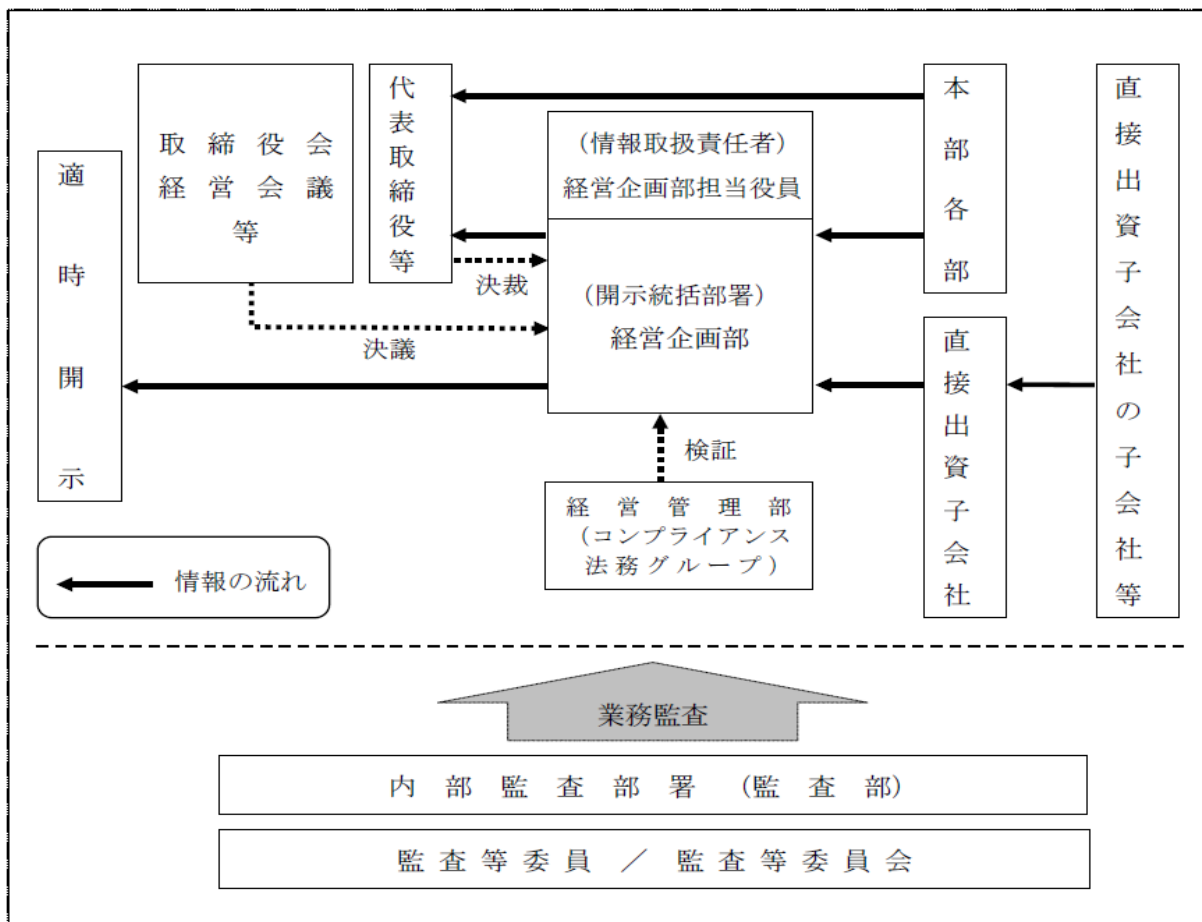 適時開示
取締役会
経営会議
等
代表取締役等
(情報取扱責任者)
経営企画部担当役員
(開示統括部署)
経営企画部
決裁
決議
検証
経営管理部
(コンプライアンス
法務グループ)
本部各部
直接出資子会社
直接出資子会社の子会社等
情報の流れ
業務監査
内部監査部署(監査部)
監査等委員／監査等委員会